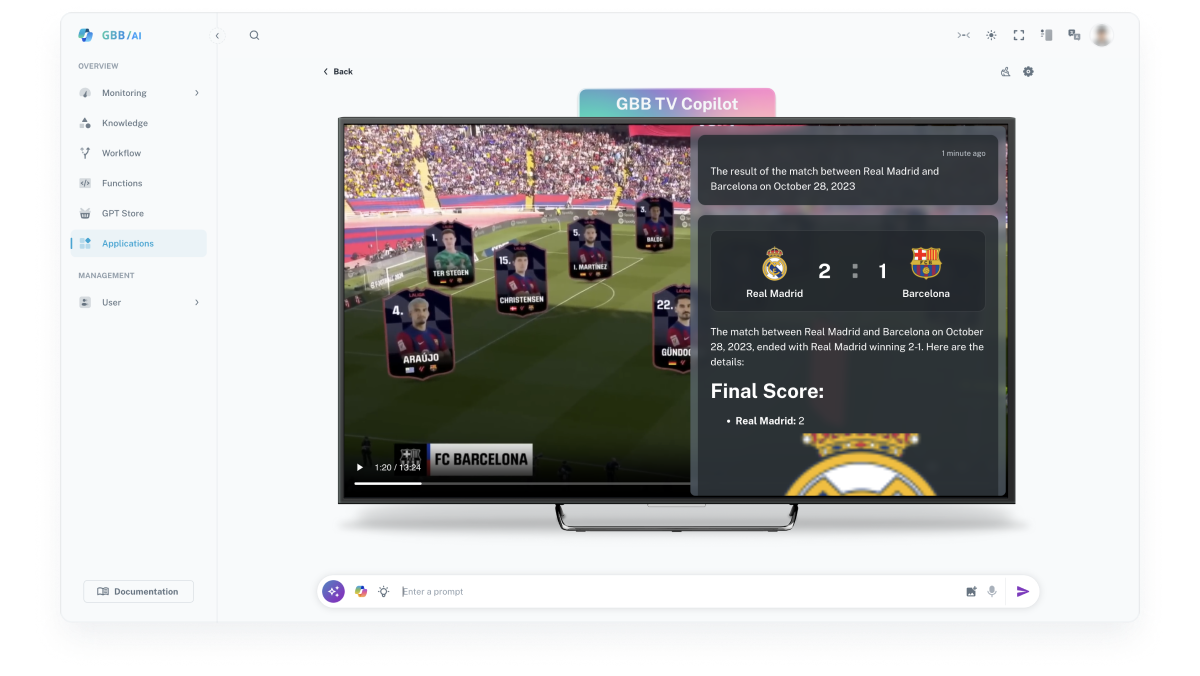 GBB/AI
OVERVIEW
Monitoring
Knowledge
Workflow
Functions
GPT Store
Applications
MANAGEMENT
User
Documentation
Back
GBB TV Copilot
1 minute ago
The result of the match between Real Madrid and
Barcelona on October 28, 2023
2 : 1
Real Madrid
Barcelona
The match between Real Madrid and Barcelona on October
28, 2023, ended with Real Madrid winning 2-1. Here are the
details:
Final Score:
• Real Madrid: 2
1.
TER STEGEN
15.
CHRISTENSEN
5.
I. MARTÍNEZ
3.
BALDE
4.
ARAÚJO
22.
GÜNDO
FC BARCELONA
1:20 / 13:24
Enter a prompt